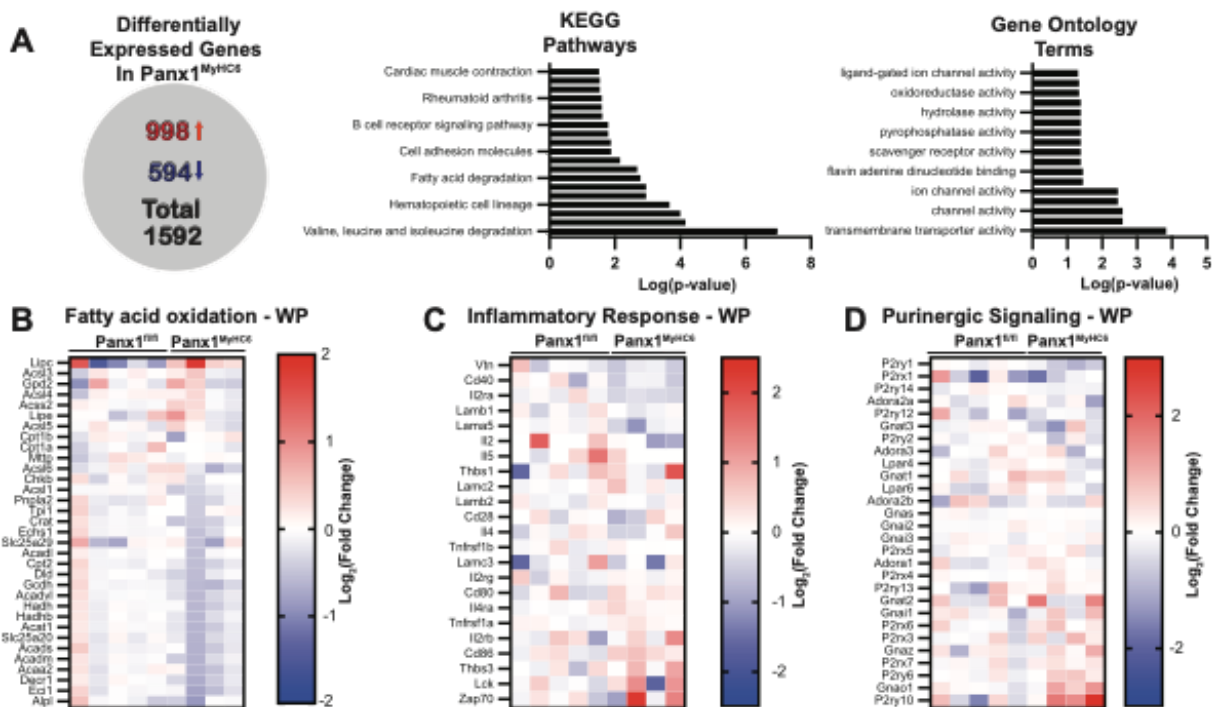 A
Differentially
Expressed Genes
In Panx1MyHC6
998↑
594↓
Total
1592
KEGG
Pathways
Cardiac muscle contraction
Rheumatoid arthritis
B cell receptor signaling pathway
Cell adhesion molecules
Fatty acid degradation
Hematopoietic cell lineage
Valine, leucine and isoleucine degradation
0 2 4 6 8
Log(p-value)
Gene Ontology
Terms
ligand-gated ion channel activity
oxidoreductase activity
hydrolase activity
pyrophosphatase activity
scavenger receptor activity
flavin adenine dinucleotide binding
ion channel activity
channel activity
transmembrane transporter activity
0 1 2 3 4 5
Log(p-value)
B Fatty acid oxidation - WP
Panx1fl/fl Panx1MyHC6
Lipc
Acsl3
Gpd2
Acsl4
Acss2
Lipe
Acsl5
Cpt1b
Cpt1a
Mttp
Acsl6
Chkb
Acsl1
Pnpla2
Tpi1
Crat
Echs1
Slc25a29
Acadl
Cpt2
Dld
Gcdh
Acadvl
Hadh
Hadhb
Acat1
Slc25a20
Acads
Acadm
Acaa2
Decr1
Eci1
Alpl
2
1
0
-1
-2
Log2(Fold Change)
C Inflammatory Response - WP
Panx1fl/fl Panx1MyHC6
Vtn
Cd40
Il2ra
Lamb1
Lama5
Il2
Il5
Thbs1
Lamc2
Lamb2
Cd28
Il4
Tnfrsf1b
Lamc3
Il2rg
Cd80
Il4ra
Tnfrsf1a
Il2rb
Cd86
Thbs3
Lck
Zap70
2
1
0
-1
-2
Log2(Fold Change)
D Purinergic Signaling - WP
Panx1fl/fl Panx1MyHC6
P2ry1
P2rx1
P2ry14
Adora2a
P2ry12
Gnat3
P2ry2
Adora3
Lpar4
Gnat1
Lpar6
Adora2b
Gnas
Gnai2
Gnai3
P2rx5
Adora1
P2rx4
P2ry13
Gnat2
Gnai1
P2rx6
P2rx3
Gnaz
P2rx7
P2ry6
Gnao1
P2ry10
2
0
-2
Log2(Fold Change)